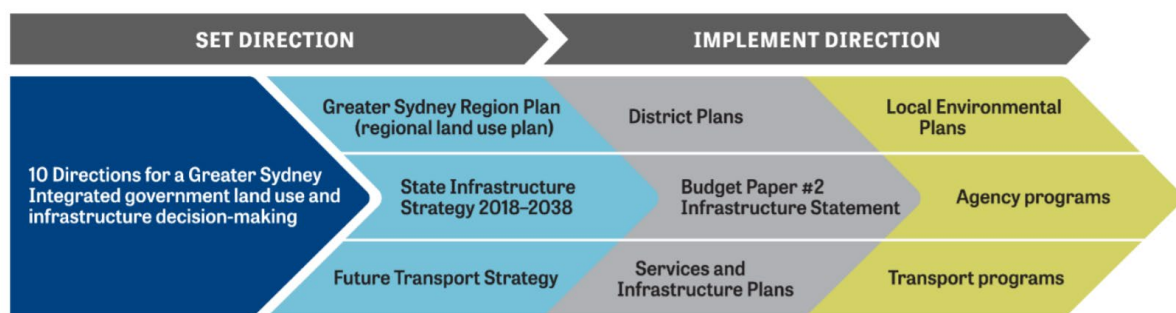 SET DIRECTION
IMPLEMENT DIRECTION
10 Directions for a Greater Sydney
Integrated government land use and
infrastructure decision-making
Greater Sydney Region Plan
(regional land use plan)
District Plans
Local Environmental
Plans
State Infrastructure
Strategy 2018–2038
Budget Paper #2
Infrastructure Statement
Agency programs
Future Transport Strategy
Services and
Infrastructure Plans
Transport programs